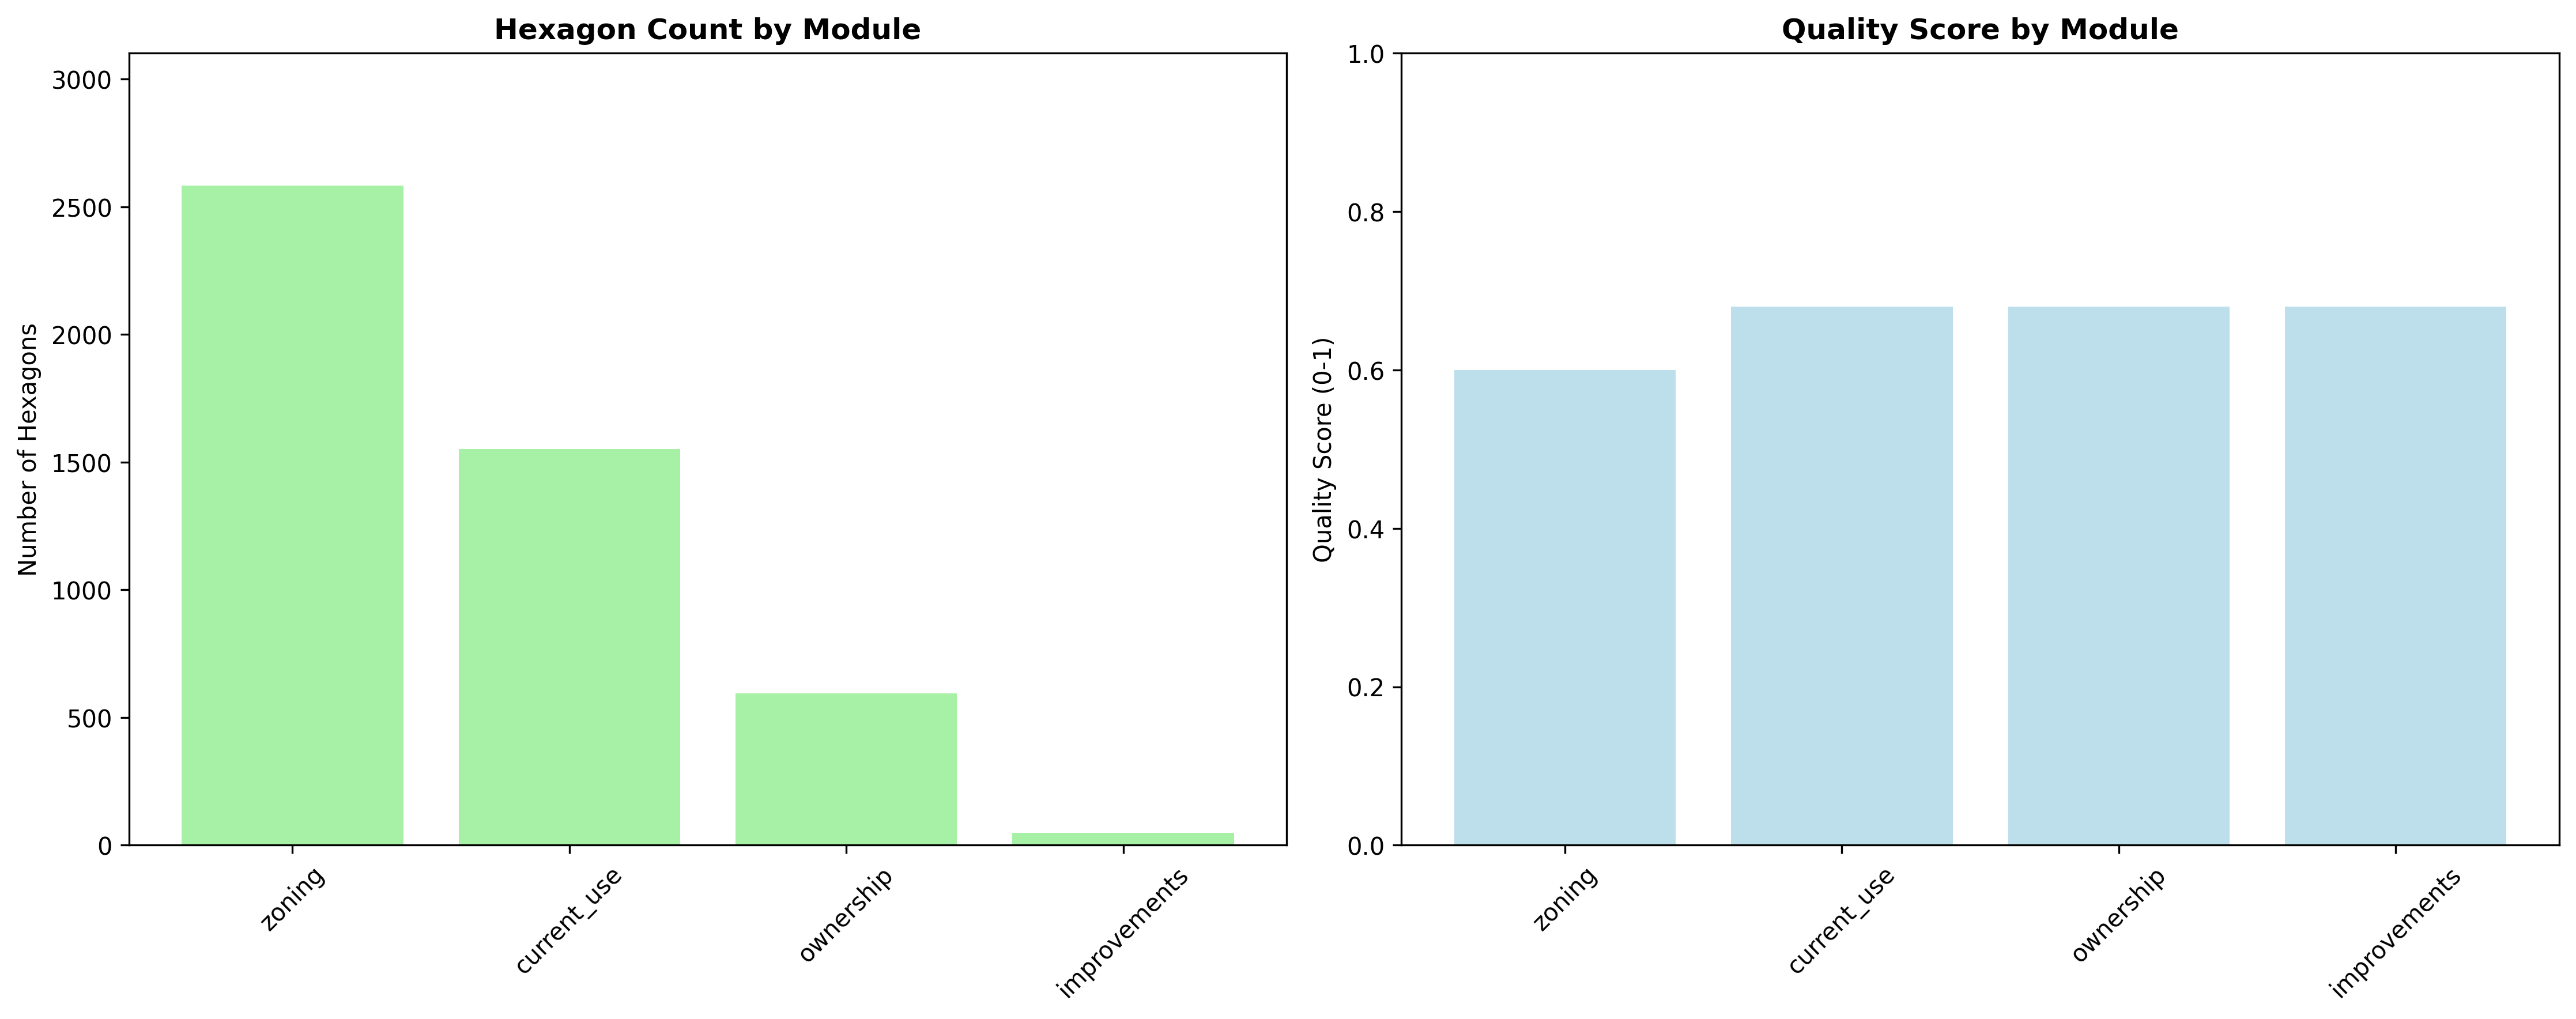 Hexagon Count by Module
Number of Hexagons
3000
2500
2000
1500
1000
500
0
zoning
current_use
ownership
improvements
Quality Score by Module
Quality Score (0-1)
1.0
0.8
0.6
0.4
0.2
0.0
zoning
current_use
ownership
improvements